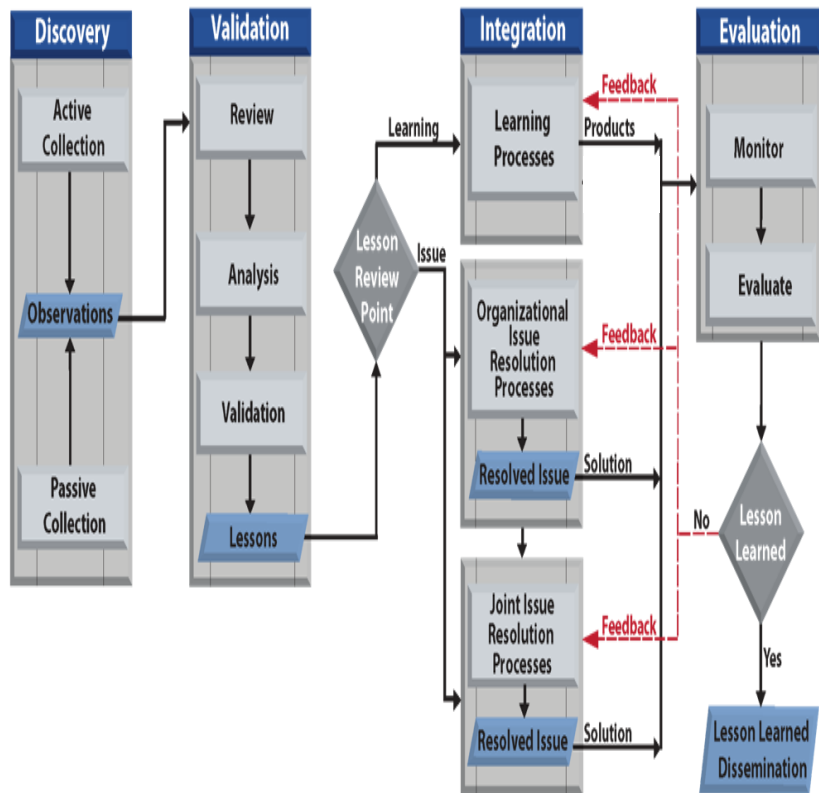 Discovery
Active
Collection
Observations
Passive
Collection
Validation
Review
Analysis
Validation
Lessons
Learning
Lesson
Review
Point
Issue
Integration
Learning
Processes
Organizational
Issue
Resolution
Processes
Resolved Issue
Joint Issue
Resolution
Processes
Resolved Issue
Feedback
Products
Feedback
Solution
Feedback
Solution
Evaluation
Monitor
Evaluate
Lesson
Learned
No
Yes
Lesson Learned
Dissemination